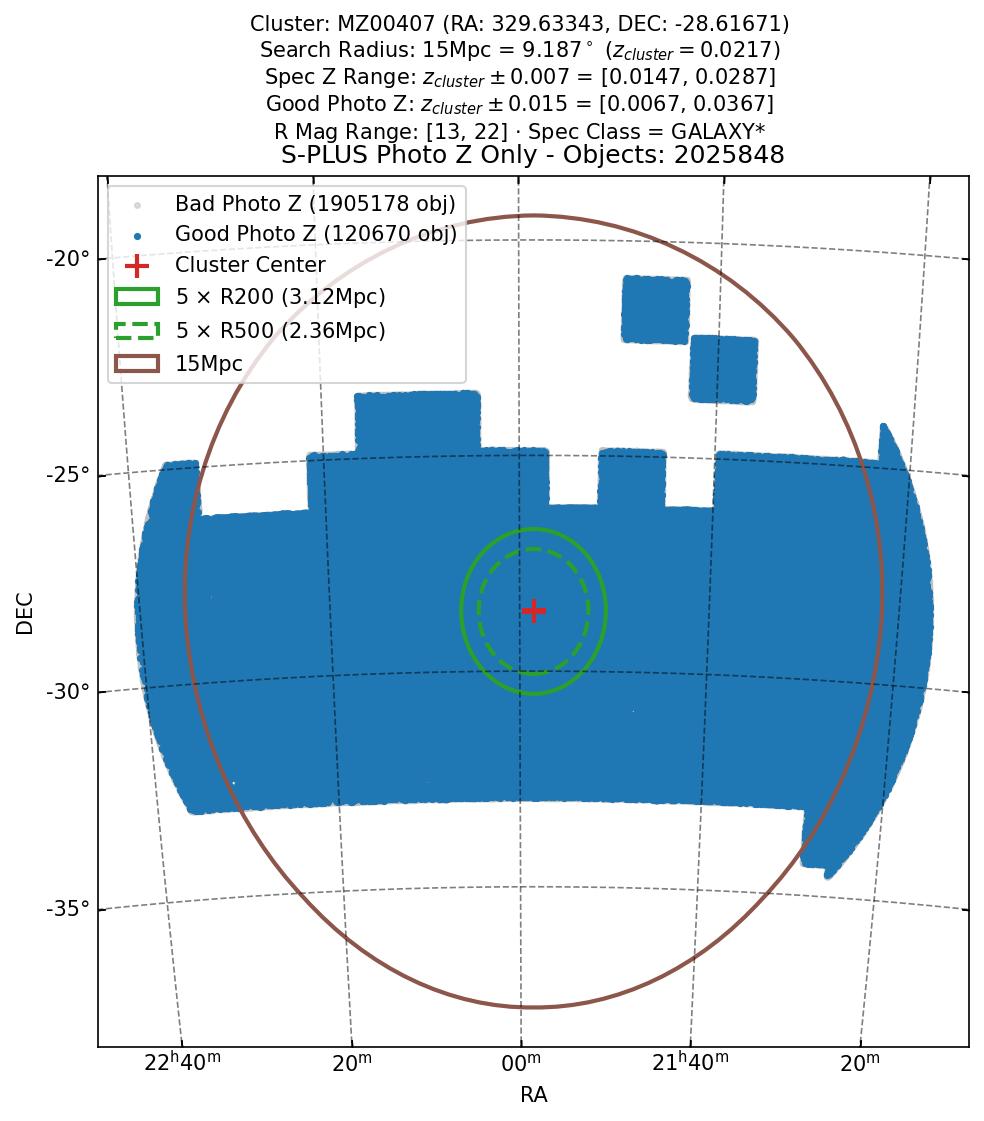 Cluster: MZ00407 (RA: 329.63343, DEC: -28.61671)
Search Radius: 15Mpc = 9.187° (z_cluster = 0.0217)
Spec Z Range: z_cluster ± 0.007 = [0.0147, 0.0287]
Good Photo Z: z_cluster ± 0.015 = [0.0067, 0.0367]
R Mag Range: [13, 22] · Spec Class = GALAXY*
S-PLUS Photo Z Only - Objects: 2025848
Bad Photo Z (1905178 obj)
Good Photo Z (120670 obj)
Cluster Center
5 × R200 (3.12Mpc)
5 × R500 (2.36Mpc)
15Mpc
-20°
-25°
-30°
-35°
DEC
22h40m 20m 00m 21h40m 20m
RA